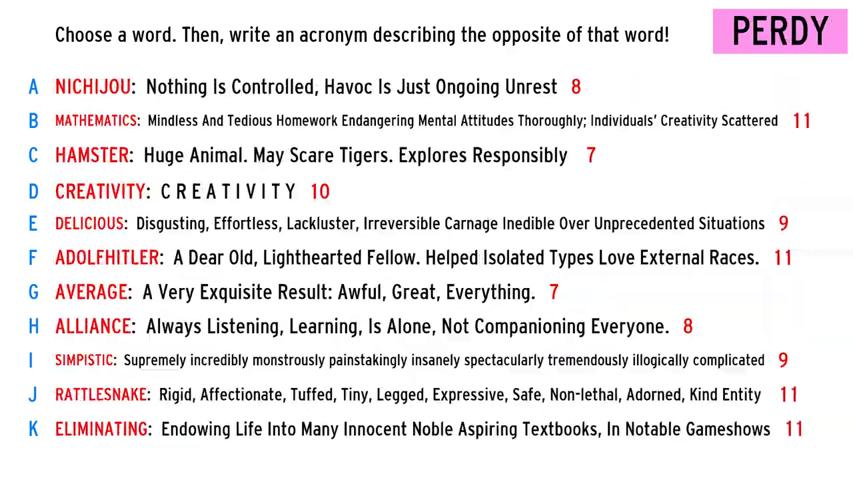 Choose a word. Then, write an acronym describing the opposite of that word!
PERDY
A NICHIJOU: Nothing Is Controlled, Havoc Is Just Ongoing Unrest 8
B MATHEMATICS: Mindless And Tedious Homework Endangering Mental Attitudes Thoroughly; Individuals' Creativity Scattered 11
C HAMSTER: Huge Animal. May Scare Tigers. Explores Responsibly 7
D CREATIVITY: C R E A T I V I T Y 10
E DELICIOUS: Disgusting, Effortless, Lackluster, Irreversible Carnage Inedible Over Unprecedented Situations 9
F ADOLFHITLER: A Dear Old, Lighthearted Fellow. Helped Isolated Types Love External Races. 11
G AVERAGE: A Very Exquisite Result: Awful, Great, Everything. 7
H ALLIANCE: Always Listening, Learning, Is Alone, Not Companioning Everyone. 8
I SIMPISTIC: Supremely incredibly monstrously painstakingly insanely spectacularly tremendously illogically complicated 9
J RATTLESNAKE: Rigid, Affectionate, Tuffed, Tiny, Legged, Expressive, Safe, Non-lethal, Adorned, Kind Entity 11
K ELIMINATING: Endowing Life Into Many Innocent Noble Aspiring Textbooks, In Notable Gameshows 11